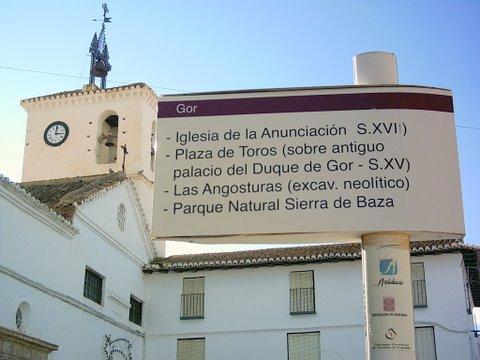 Gor
- Iglesia de la Anunciación S.XVI
- Plaza de Toros (sobre antiguo
palacio del Duque de Gor - S.XV)
- Las Angosturas (excav. neolítico)
- Parque Natural Sierra de Baza
Andalucía